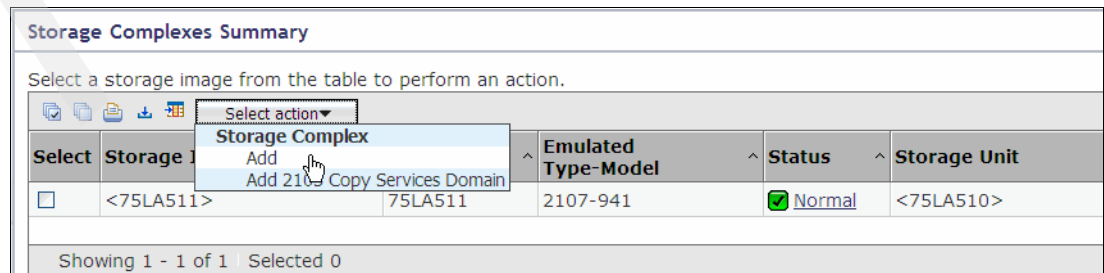 Storage Complexes Summary
Select a storage image from the table to perform an action.
Select action
Storage Complex
Add
Add 2105 Copy Services Domain
Select Storage I Emulated Type-Model Status Storage Unit
<75LA511> 75LA511 2107-941 Normal <75LA510>
Showing 1 - 1 of 1 Selected 0